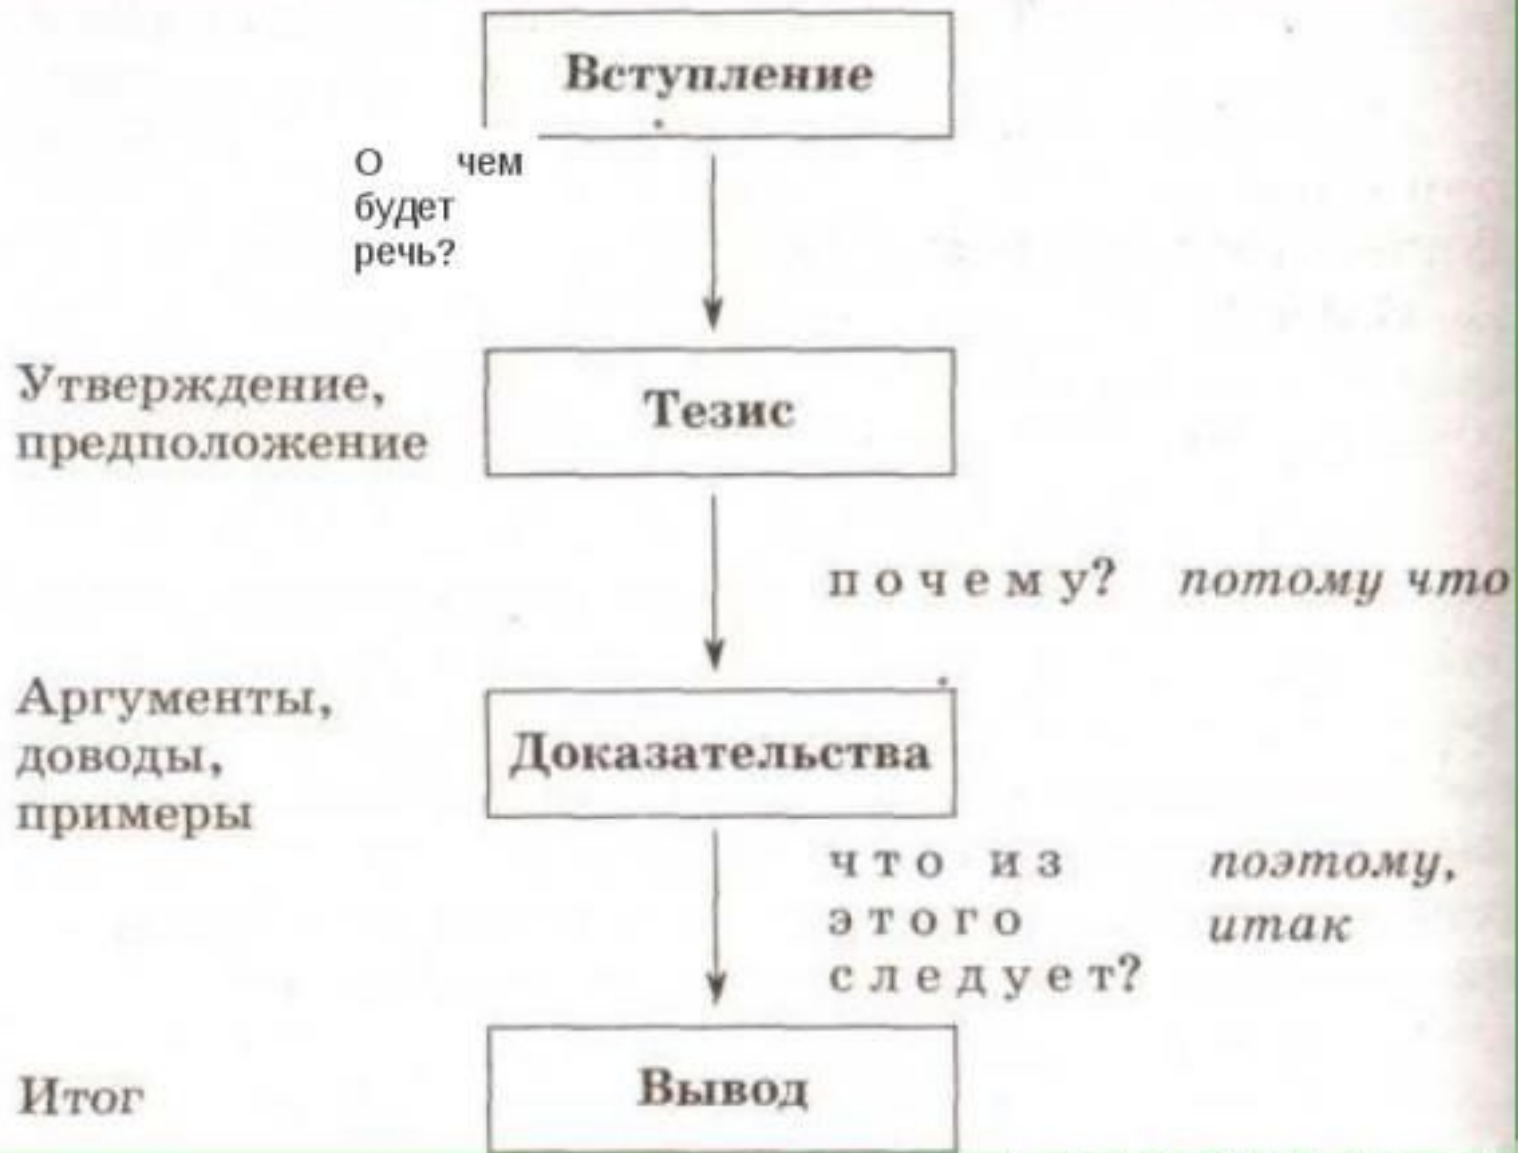 Вступление
О чем
будет
речь?
Утверждение,
предположение
Тезис
почему? потому что
Аргументы,
доводы,
примеры
Доказательства
что из
этого
следует?
поэтому,
итак
Итог
Вывод